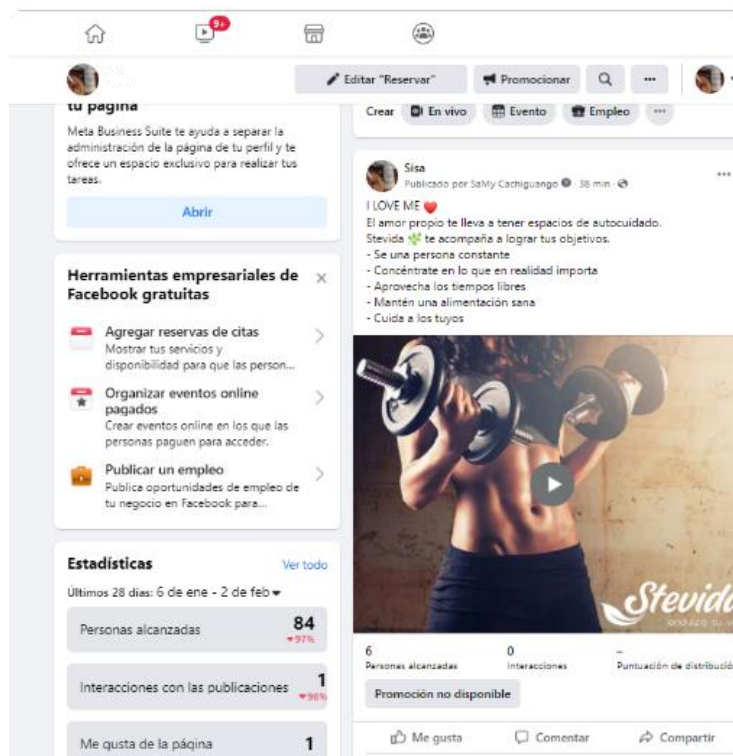 9+
Editar "Reservar"
Promocionar
...
tu página
Meta Business Suite te ayuda a separar la
administración de la página de tu perfil y te
ofrece un espacio exclusivo para realizar tus
tareas.
Abrir
Herramientas empresariales de
Facebook gratuitas
Agregar reservas de citas
Mostrar tus servicios y
disponibilidad para que las person...
Organizar eventos online
pagados
Crear eventos online en los que las
personas paguen para acceder.
Publicar un empleo
Publica oportunidades de empleo de
tu negocio en Facebook para...
Estadísticas
Ver todo
Últimos 28 días: 6 de ene - 2 de feb
Personas alcanzadas
84
97%
Interacciones con las publicaciones
1
98%
Me gusta de la página
1
Crear
En vivo
Evento
Empleo
...
Sisa
Publicado por SaMy Cachiguango · 38 min ·
I LOVE ME ❤️
El amor propio te lleva a tener espacios de autocuidado.
Stevida 🌿 te acompaña a lograr tus objetivos.
- Se una persona constante
- Concéntrate en lo que en realidad importa
- Aprovecha los tiempos libres
- Mantén una alimentación sana
- Cuida a los tuyos
Stevida
endulza tu
6
Personas alcanzadas
0
Interacciones
–
Puntuación de distribució
Promoción no disponible
Me gusta
Comentar
Compartir